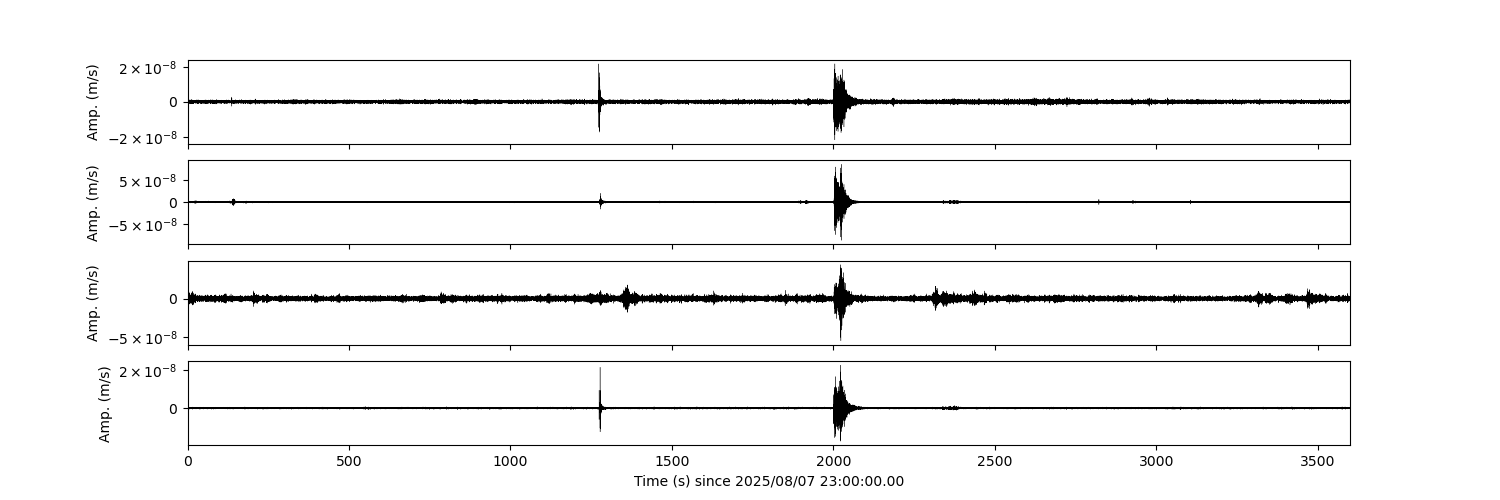 Amp. (m/s)
2 × 10⁻⁸
0
−2 × 10⁻⁸
Amp. (m/s)
5 × 10⁻⁸
0
−5 × 10⁻⁸
Amp. (m/s)
0
−5 × 10⁻⁸
Amp. (m/s)
2 × 10⁻⁸
0
0 500 1000 1500 2000 2500 3000 3500
Time (s) since 2025/08/07 23:00:00.00